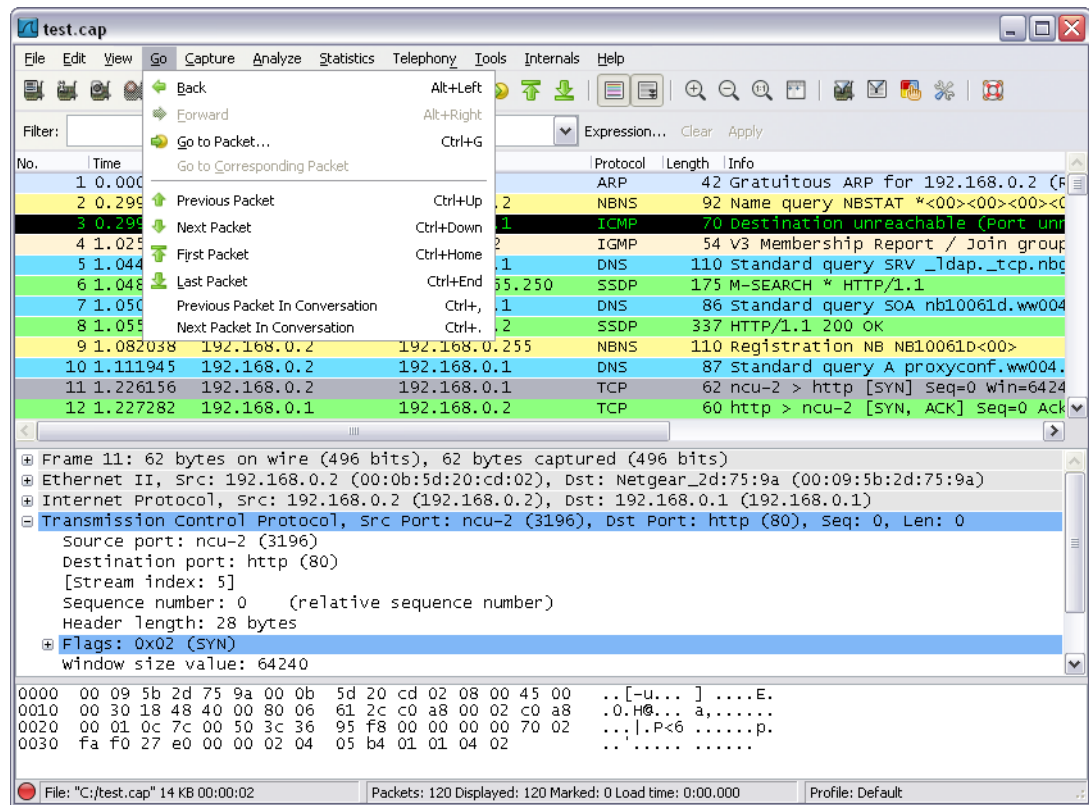 test.cap
File Edit View Go Capture Analyze Statistics Telephony Tools Internals Help
Back Alt+Left
Forward Alt+Right
Go to Packet... Ctrl+G
Go to Corresponding Packet
Previous Packet Ctrl+Up
Next Packet Ctrl+Down
First Packet Ctrl+Home
Last Packet Ctrl+End
Previous Packet In Conversation Ctrl+,
Next Packet In Conversation Ctrl+.
Filter: Expression... Clear Apply
No. Time Protocol Length Info
1 0.000 ARP 42 Gratuitous ARP for 192.168.0.2 (R
2 0.299 .2 NBNS 92 Name query NBSTAT *<00><00><00><0
3 0.299 .1 ICMP 70 Destination unreachable (Port unr
4 1.025 2 IGMP 54 V3 Membership Report / Join group
5 1.044 .1 DNS 110 Standard query SRV _ldap._tcp.nbg
6 1.048 55.250 SSDP 175 M-SEARCH * HTTP/1.1
7 1.050 .1 DNS 86 Standard query SOA nb10061d.ww004
8 1.055 .2 SSDP 337 HTTP/1.1 200 OK
9 1.082038 192.168.0.2 192.168.0.255 NBNS 110 Registration NB NB10061D<00>
10 1.111945 192.168.0.2 192.168.0.1 DNS 87 Standard query A proxyconf.ww004.
11 1.226156 192.168.0.2 192.168.0.1 TCP 62 ncu-2 > http [SYN] Seq=0 Win=6424
12 1.227282 192.168.0.1 192.168.0.2 TCP 60 http > ncu-2 [SYN, ACK] Seq=0 Ack
Frame 11: 62 bytes on wire (496 bits), 62 bytes captured (496 bits)
Ethernet II, Src: 192.168.0.2 (00:0b:5d:20:cd:02), Dst: Netgear_2d:75:9a (00:09:5b:2d:75:9a)
Internet Protocol, Src: 192.168.0.2 (192.168.0.2), Dst: 192.168.0.1 (192.168.0.1)
Transmission Control Protocol, Src Port: ncu-2 (3196), Dst Port: http (80), Seq: 0, Len: 0
Source port: ncu-2 (3196)
Destination port: http (80)
[Stream index: 5]
Sequence number: 0 (relative sequence number)
Header length: 28 bytes
Flags: 0x02 (SYN)
Window size value: 64240
0000 00 09 5b 2d 75 9a 00 0b 5d 20 cd 02 08 00 45 00 ..[-u... ] ....E.
0010 00 30 18 48 40 00 80 06 61 2c c0 a8 00 02 c0 a8 .0.H@... a,......
0020 00 01 0c 7c 00 50 3c 36 95 f8 00 00 00 00 70 02 ...|.P<6 ......p.
0030 fa f0 27 e0 00 00 02 04 05 b4 01 01 04 02 ..'..... ......
File: "C:/test.cap" 14 KB 00:00:02 Packets: 120 Displayed: 120 Marked: 0 Load time: 0:00.000 Profile: Default